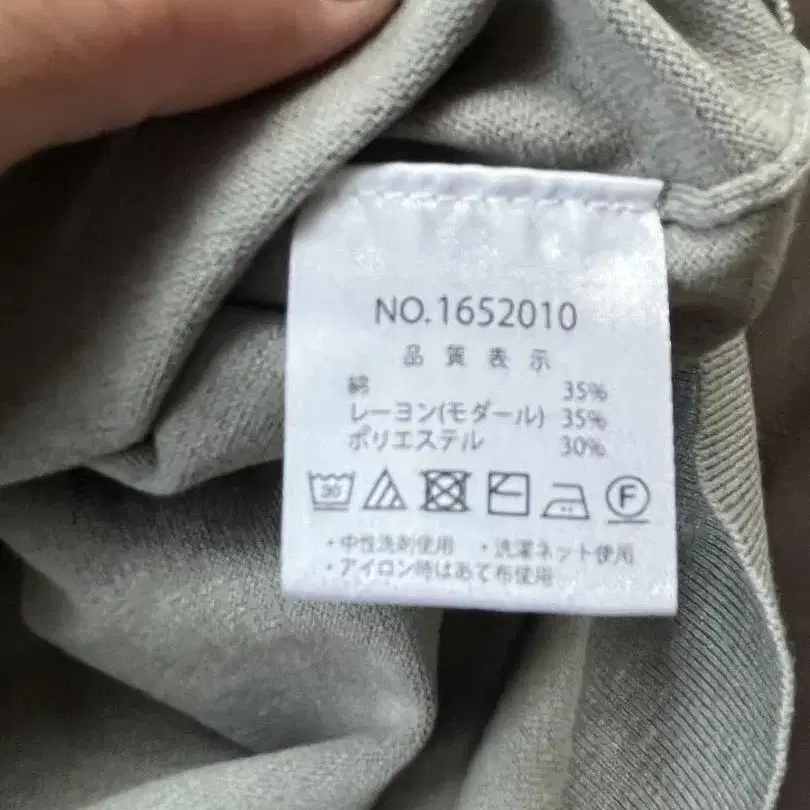 NO.1652010
品質表示
綿 35%
レーヨン(モダール) 35%
ポリエステル 30%
30 F
・中性洗剤使用 ・洗濯ネット使用
・アイロン時はあて布使用